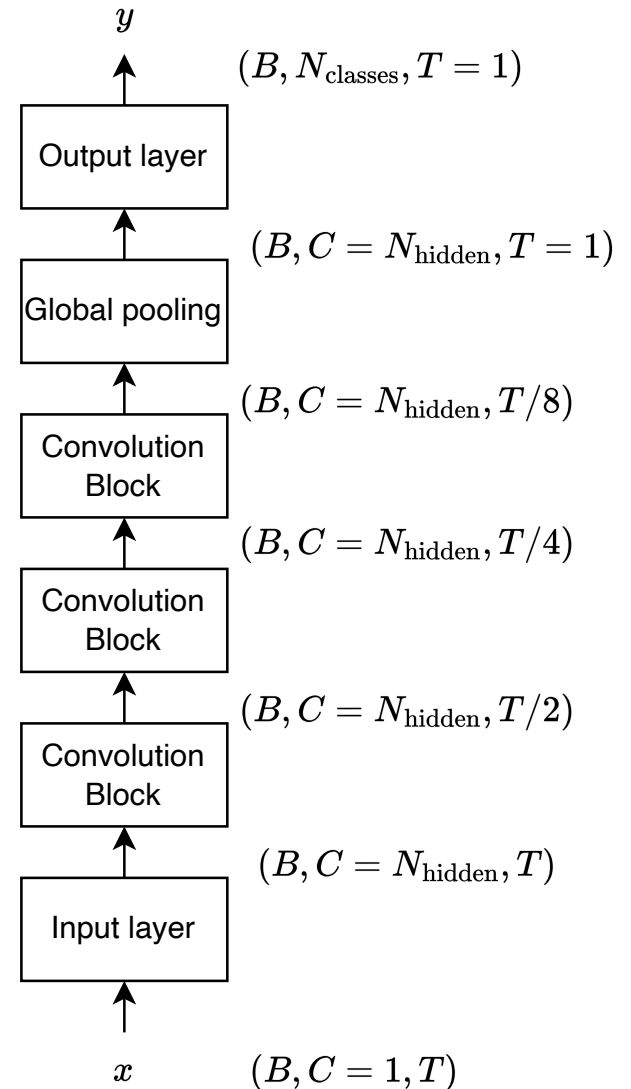 y
(B, N_classes, T = 1)
Output layer
(B, C = N_hidden, T = 1)
Global pooling
(B, C = N_hidden, T/8)
Convolution
Block
(B, C = N_hidden, T/4)
Convolution
Block
(B, C = N_hidden, T/2)
Convolution
Block
(B, C = N_hidden, T)
Input layer
x (B, C = 1, T)